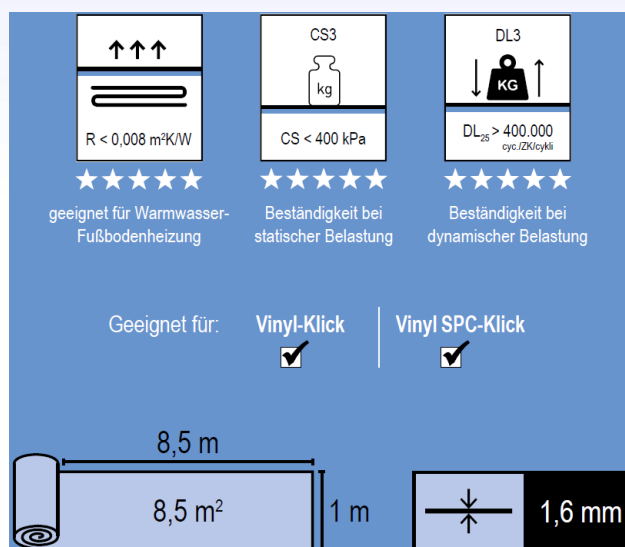 CS3
DL3
kg
KG
R < 0,008 m²K/W
CS < 400 kPa
DL₂₅ > 400.000
cyc./ZK/cykli
geeignet für Warmwasser-
Fußbodenheizung
Beständigkeit bei
statischer Belastung
Beständigkeit bei
dynamischer Belastung
Geeignet für: Vinyl-Klick Vinyl SPC-Klick
8,5 m
8,5 m²
1 m
1,6 mm